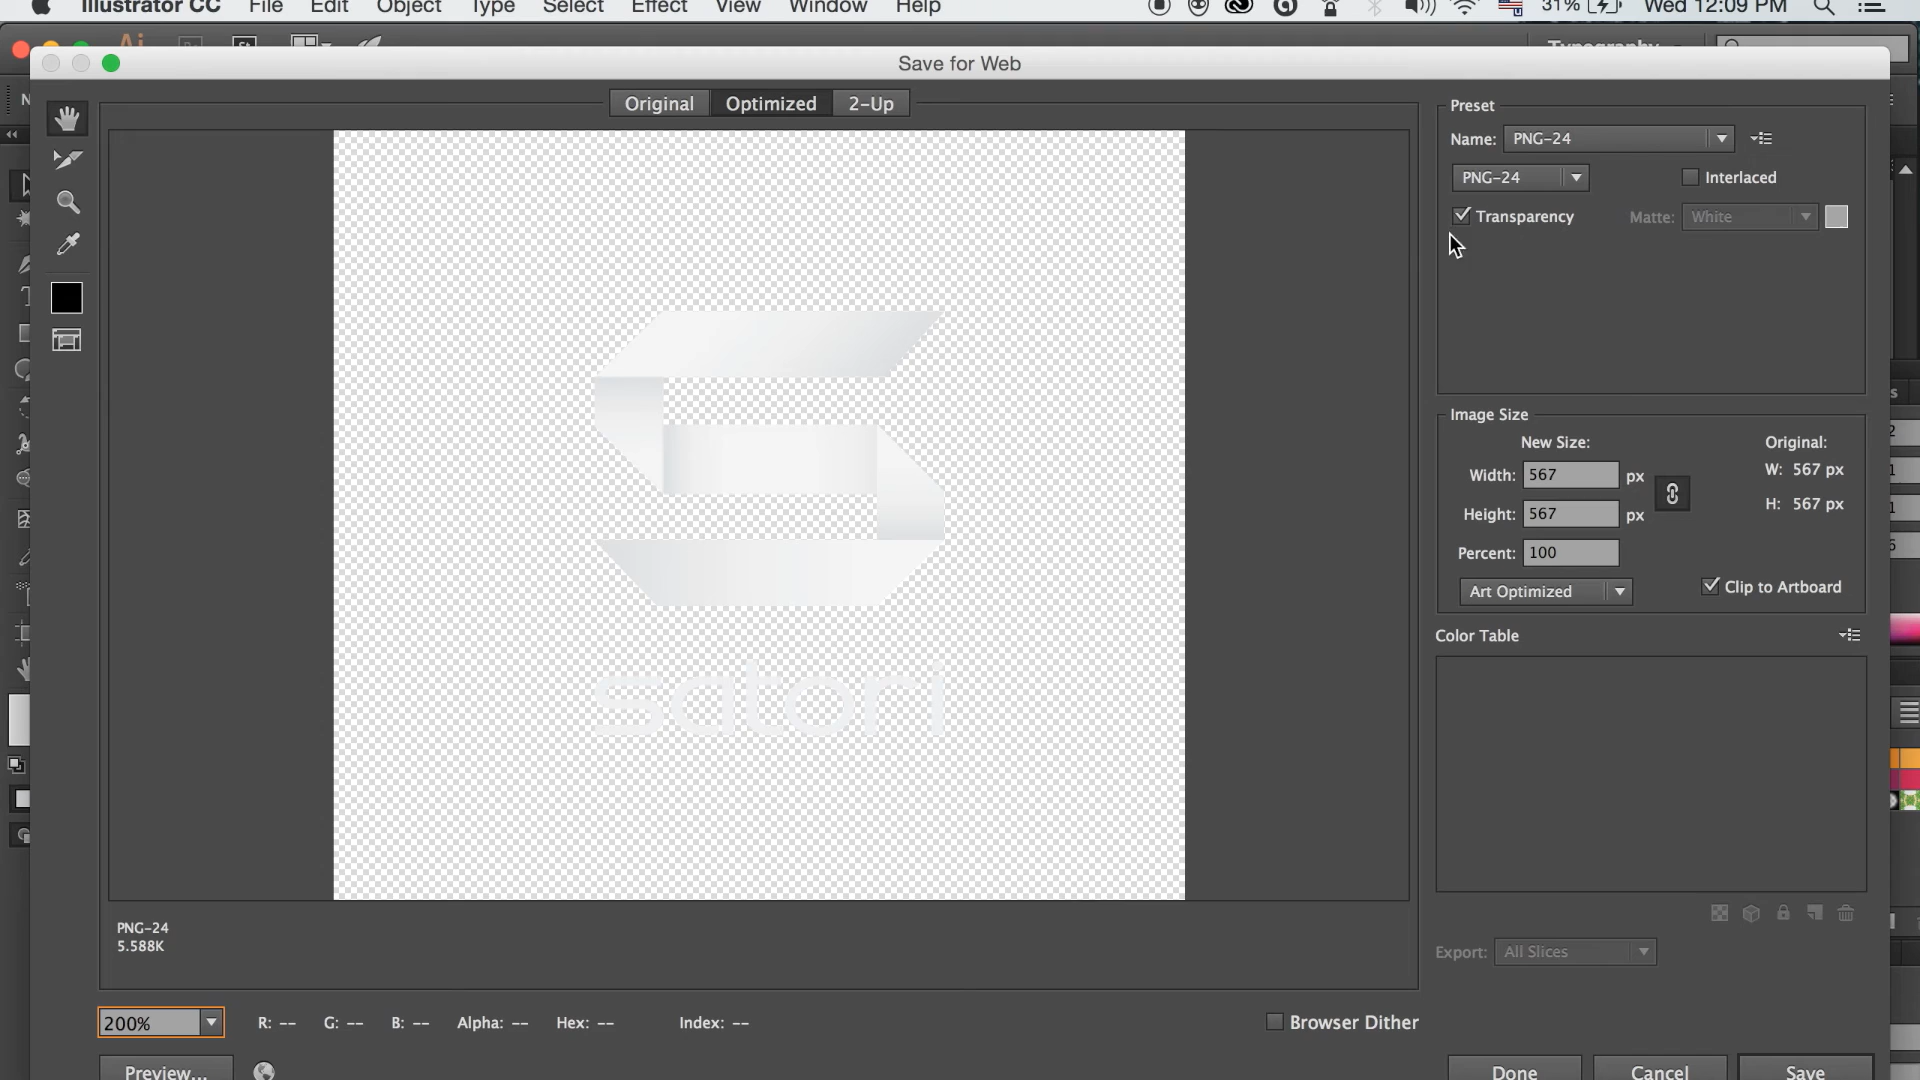 Illustrator CC File Edit Object Type Select Effect View Window Help 31% Wed 12:09 PM
Typography
Save for Web
Original Optimized 2-Up
Preset
Name: PNG-24
PNG-24 Interlaced
Transparency Matte: White
Image Size
New Size: Original:
Width: 567 px W: 567 px
Height: 567 px H: 567 px
Percent: 100
Art Optimized Clip to Artboard
Color Table
satori
PNG-24
5.588K
Export: All Slices
200% R: -- G: -- B: -- Alpha: -- Hex: -- Index: -- Browser Dither
Preview... Done Cancel Save